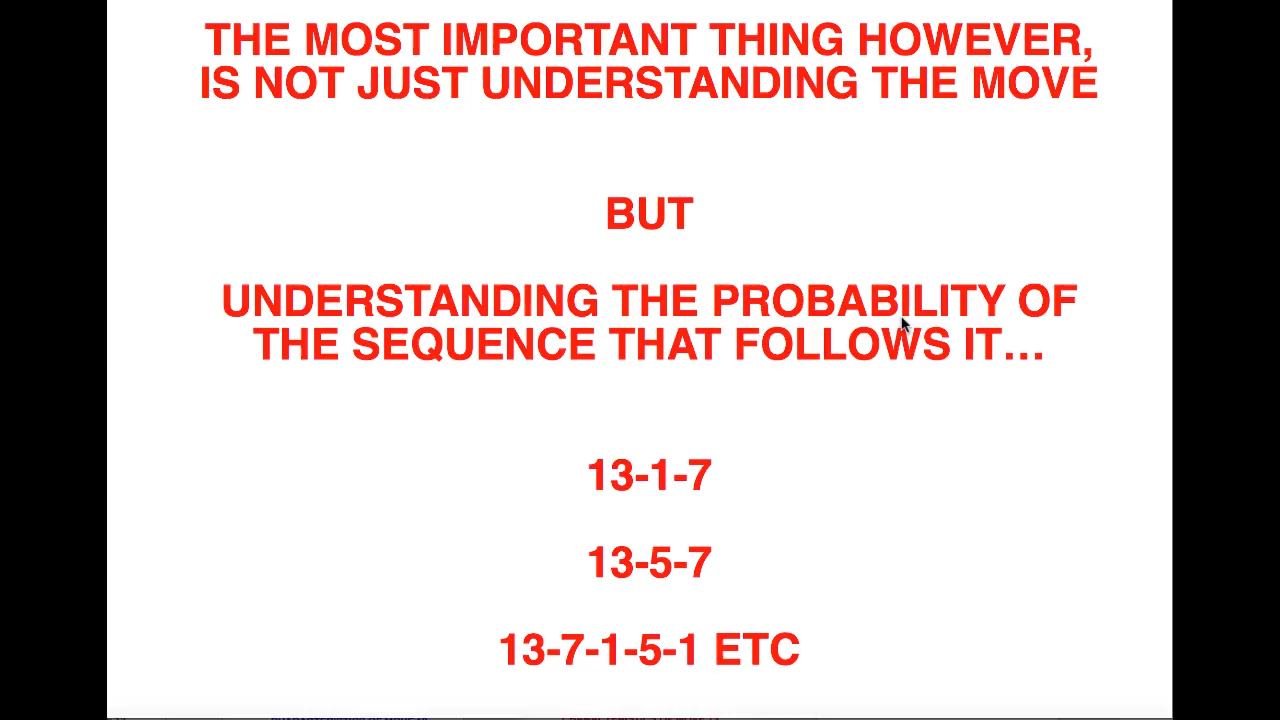 THE MOST IMPORTANT THING HOWEVER,
IS NOT JUST UNDERSTANDING THE MOVE
BUT
UNDERSTANDING THE PROBABILITY OF
THE SEQUENCE THAT FOLLOWS IT...
13-1-7
13-5-7
13-7-1-5-1 ETC